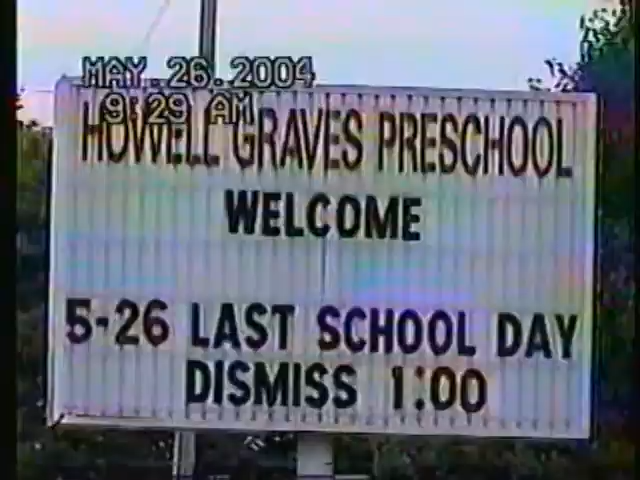 MAY.26.2004
9:29 AM
HOWELL GRAVES PRESCHOOL
WELCOME
5-26 LAST SCHOOL DAY
DISMISS 1:00